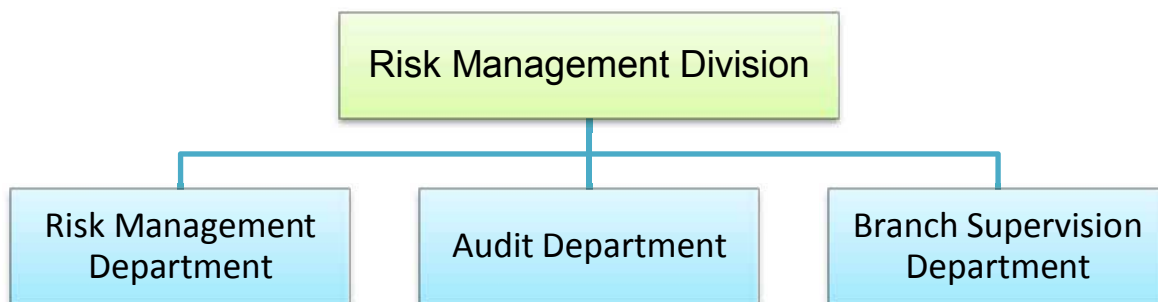 Risk Management Division
Risk Management
Department
Audit Department
Branch Supervision
Department